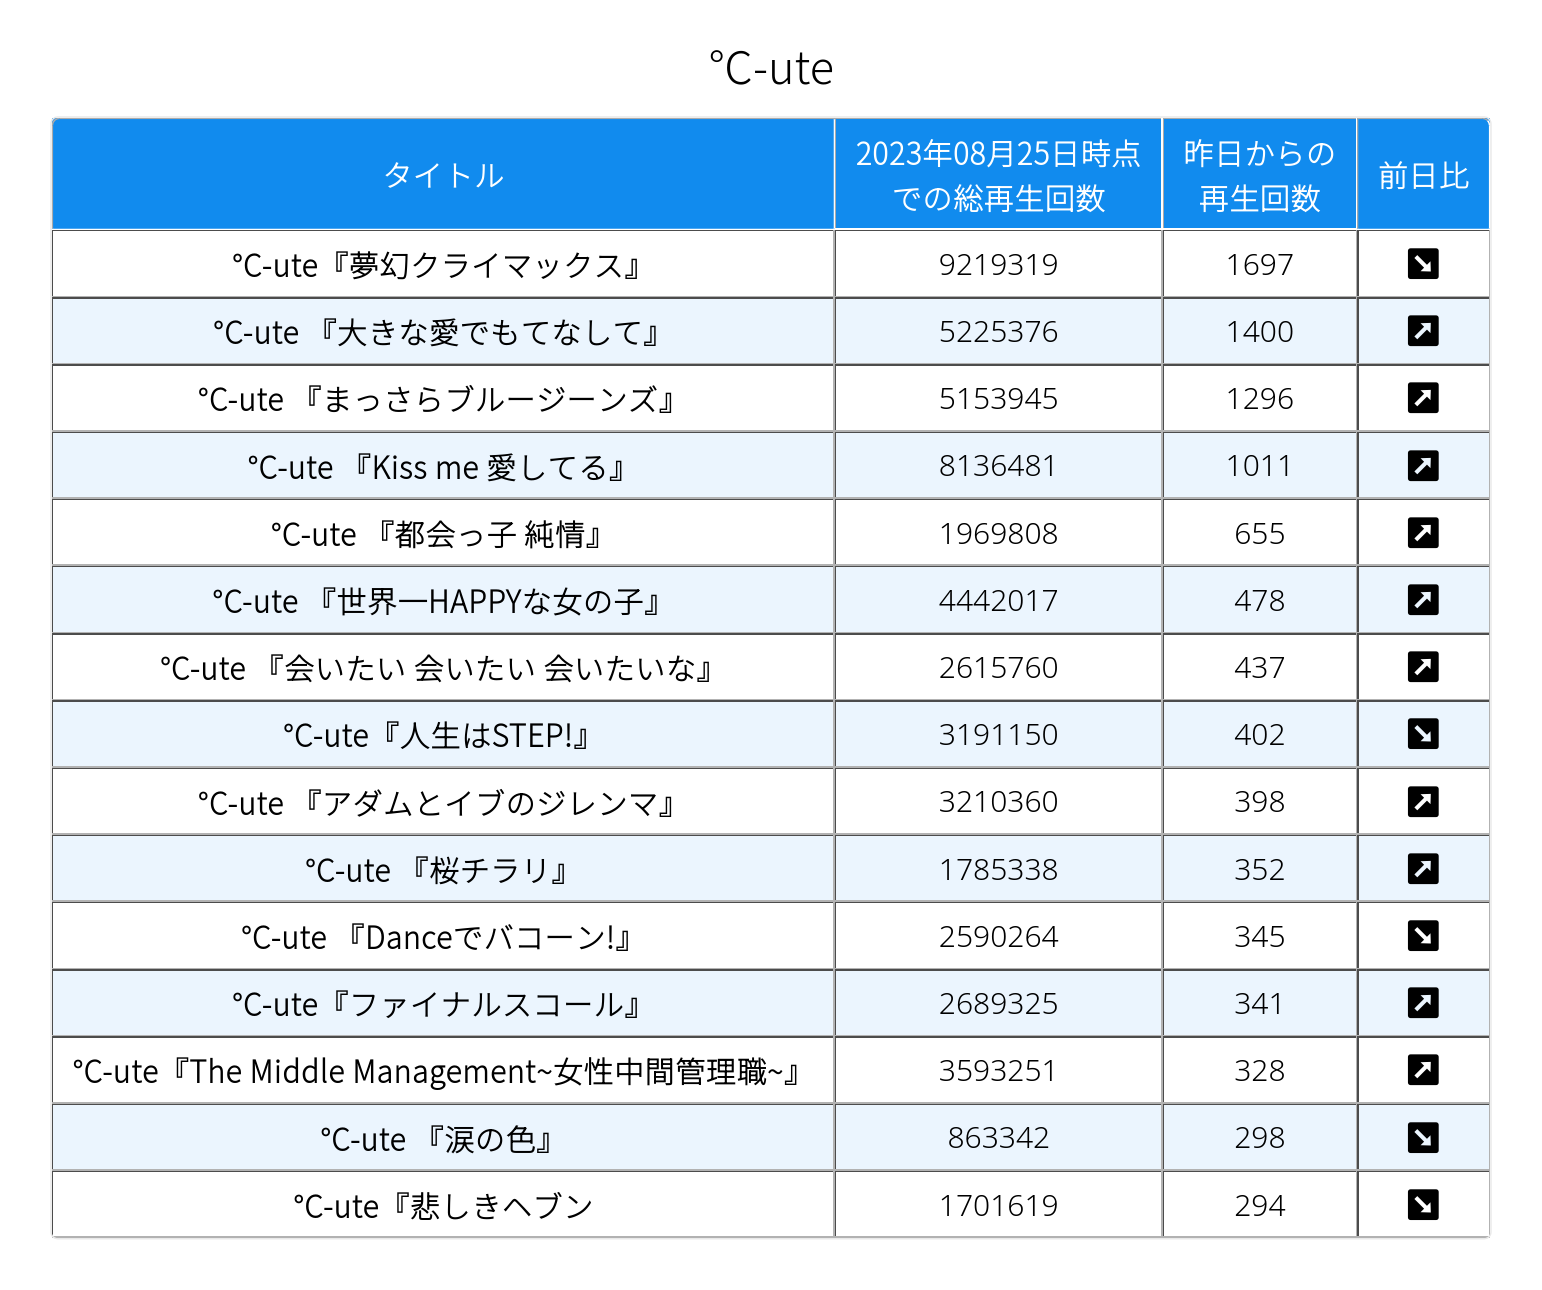 ℃-ute
タイトル
2023年08月25日時点
での総再生回数
昨日からの
再生回数
前日比
℃-ute『夢幻クライマックス』 9219319 1697
℃-ute 『大きな愛でもてなして』 5225376 1400
℃-ute 『まっさらブルージーンズ』 5153945 1296
℃-ute 『Kiss me 愛してる』 8136481 1011
℃-ute 『都会っ子 純情』 1969808 655
℃-ute 『世界一HAPPYな女の子』 4442017 478
℃-ute 『会いたい 会いたい 会いたいな』 2615760 437
℃-ute『人生はSTEP!』 3191150 402
℃-ute 『アダムとイブのジレンマ』 3210360 398
℃-ute 『桜チラリ』 1785338 352
℃-ute 『Danceでバコーン!』 2590264 345
℃-ute『ファイナルスコール』 2689325 341
℃-ute『The Middle Management~女性中間管理職~』 3593251 328
℃-ute 『涙の色』 863342 298
℃-ute『悲しきヘブン 1701619 294